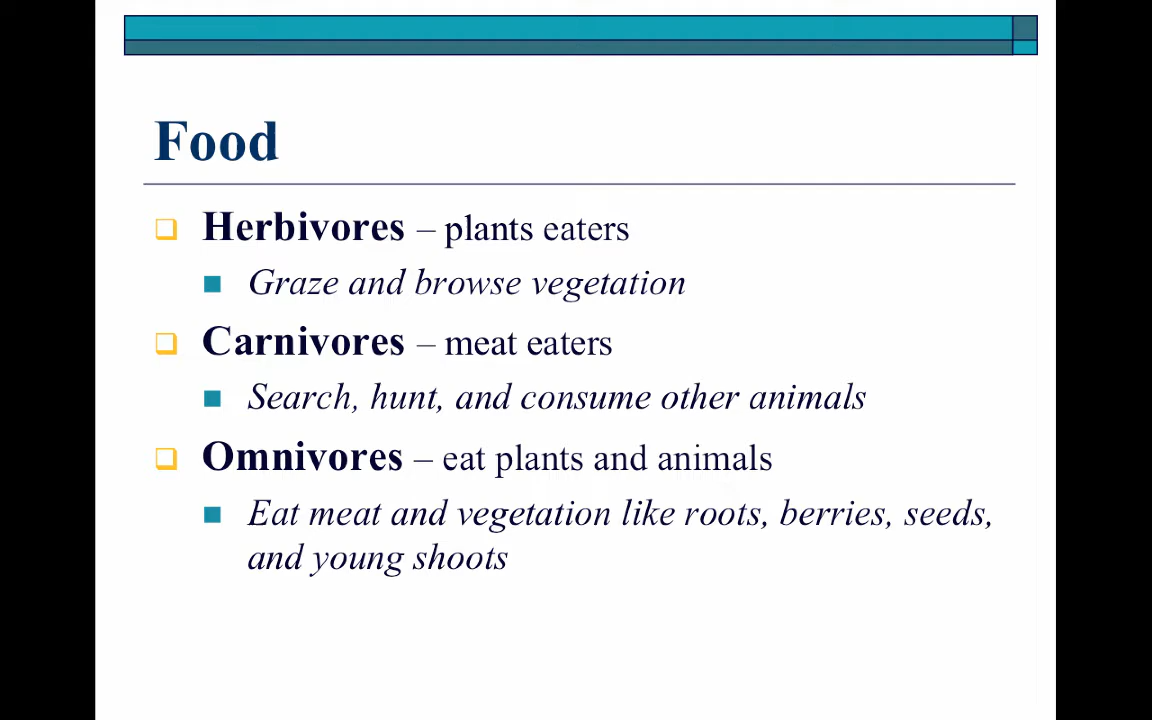 Food
Herbivores – plants eaters
Graze and browse vegetation
Carnivores – meat eaters
Search, hunt, and consume other animals
Omnivores – eat plants and animals
Eat meat and vegetation like roots, berries, seeds,
and young shoots